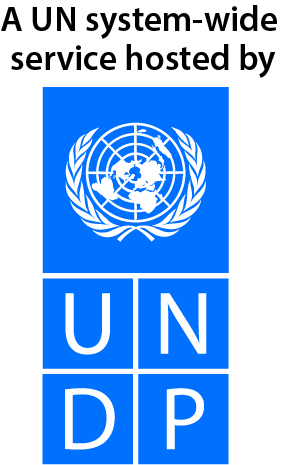 A UN system-wide
service hosted by
U N
D P